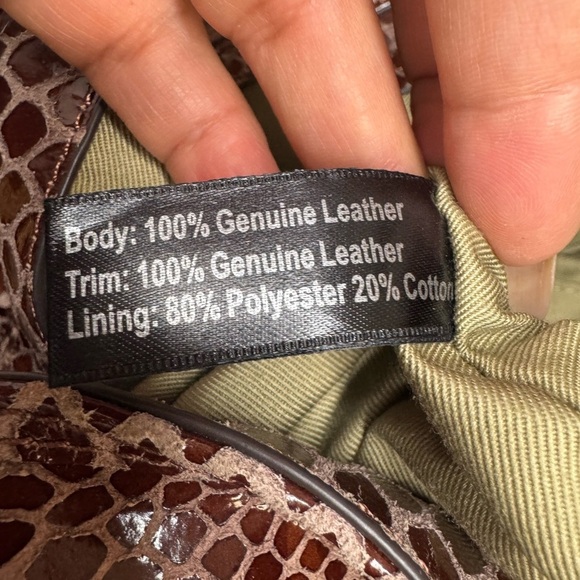 Body: 100% Genuine Leather
Trim: 100% Genuine Leather
Lining: 80% Polyester 20% Cotton